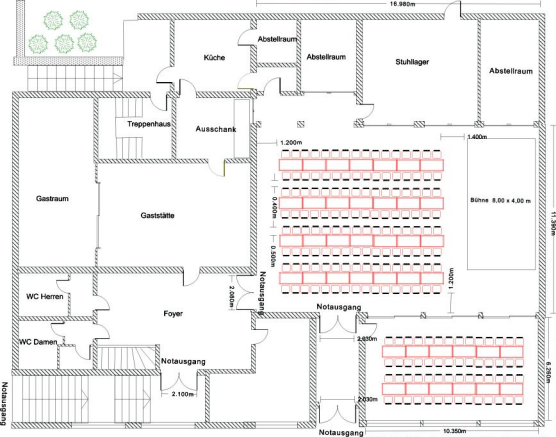 16.980m
Küche
Abstellraum
Abstellraum
Stuhllager
Abstellraum
Treppenhaus
Ausschank
1.200m
1.400m
Gastraum
Gaststätte
0.400m
0.500m
Bühne 8,00 x 4,00 m
11.390m
1.200m
Notausgang
2.080m
WC Herren
Foyer
Notausgang
WC Damen
Notausgang
2.030m
6.260m
2.100m
2.030m
Notausgang
Notausgang
10.350m